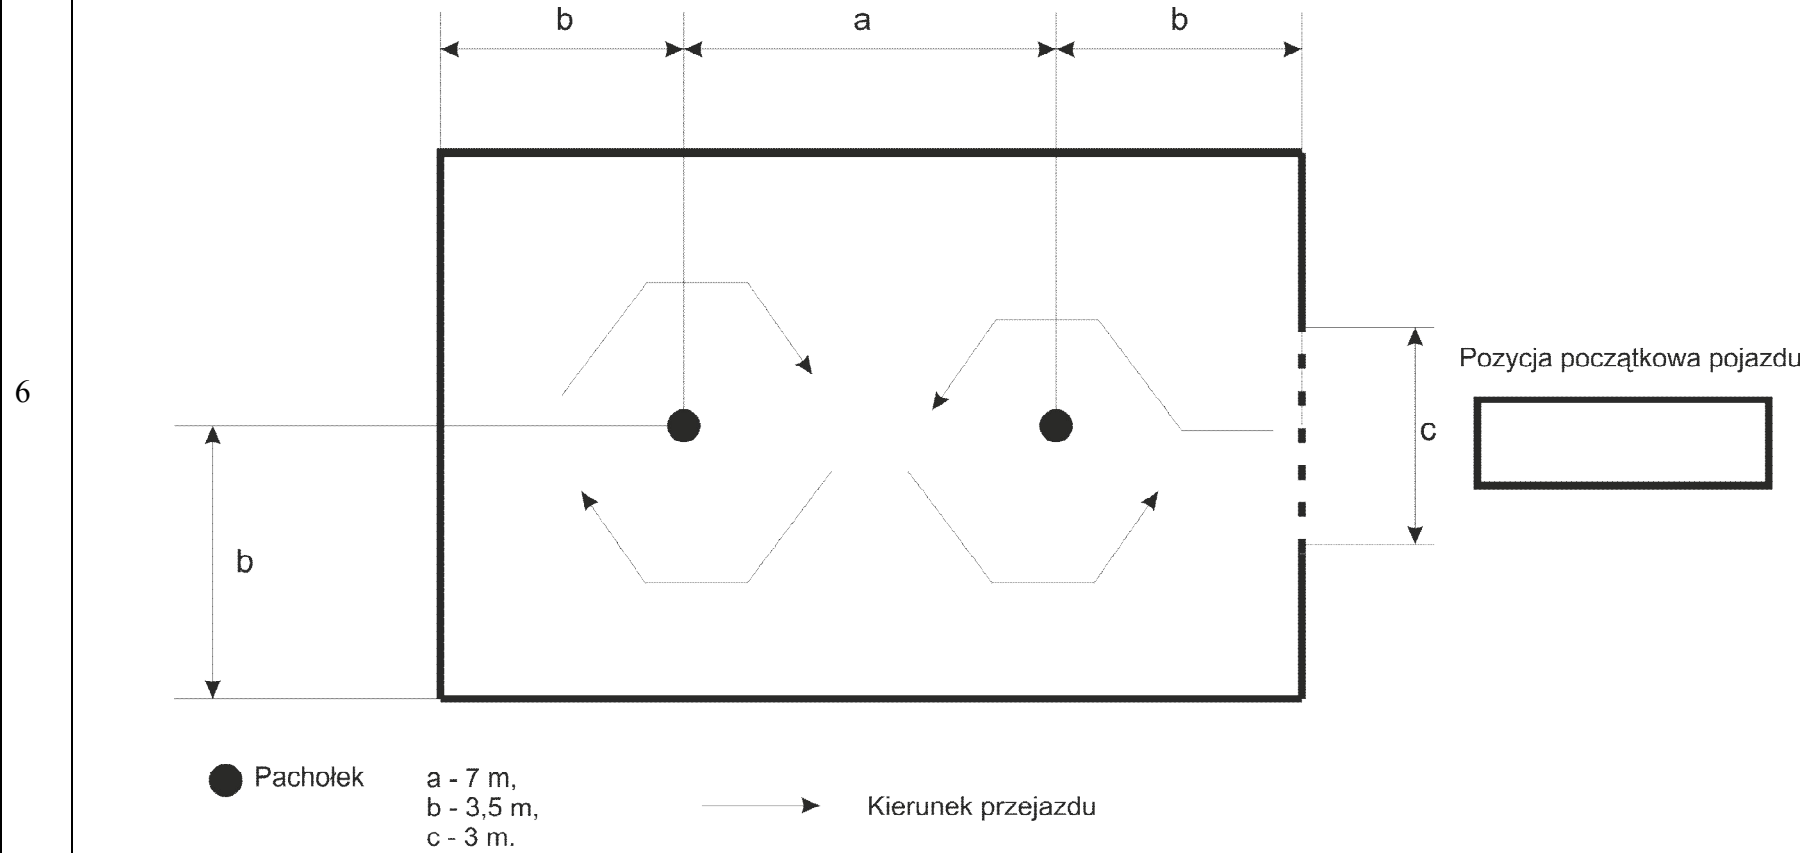 b a b
Pozycja początkowa pojazdu
6
c
b
Pachołek
a - 7 m,
b - 3,5 m,
c - 3 m.
Kierunek przejazdu